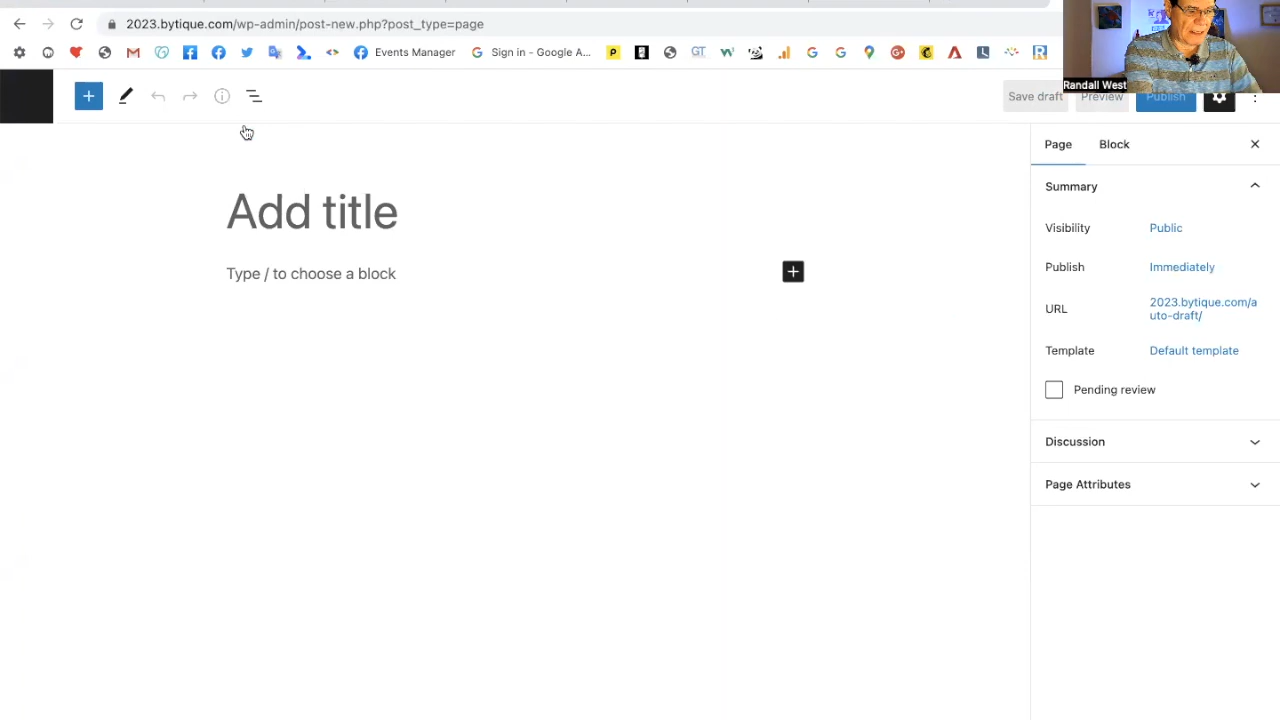 2023.bytique.com/wp-admin/post-new.php?post_type=page
Events Manager
Sign in - Google A...
Randall West
Save draft
Preview
Publish
Page
Block
Add title
Type / to choose a block
Summary
Visibility
Public
Publish
Immediately
URL
2023.bytique.com/a
uto-draft/
Template
Default template
Pending review
Discussion
Page Attributes